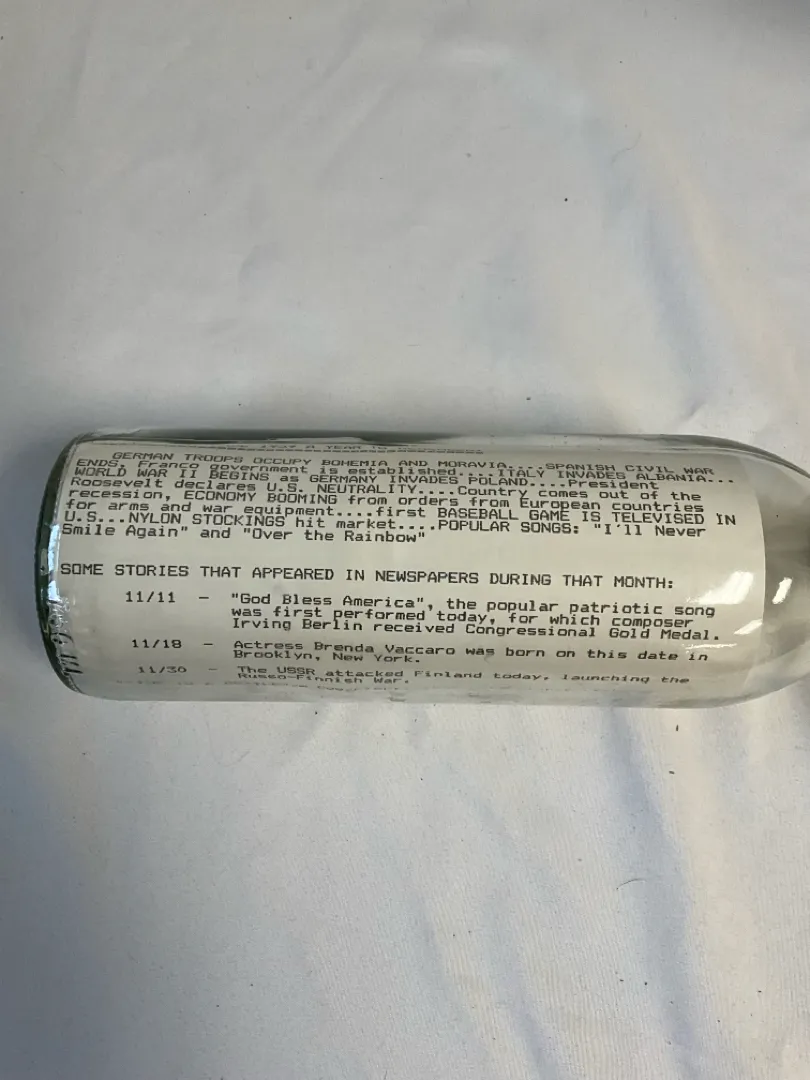 GERMAN TROOPS OCCUPY BOHEMIA AND MORAVIA....SPANISH CIVIL WAR
ENDS. Franco government is established....ITALY INVADES ALBANIA...
WORLD WAR II BEGINS as GERMANY INVADES POLAND....President
Roosevelt declares U.S. NEUTRALITY....Country comes out of the
recession, ECONOMY BOOMING from orders from European countries
for arms and war equipment....first BASEBALL GAME IS TELEVISED IN
U.S...NYLON STOCKINGS hit market....POPULAR SONGS: "I'll Never
Smile Again" and "Over the Rainbow"
SOME STORIES THAT APPEARED IN NEWSPAPERS DURING THAT MONTH:
11/11 - "God Bless America", the popular patriotic song
was first performed today, for which composer
Irving Berlin received Congressional Gold Medal.
11/18 - Actress Brenda Vaccaro was born on this date in
Brooklyn, New York.
11/30 - The USSR attacked Finland today, launching the
Russo-Finnish War.